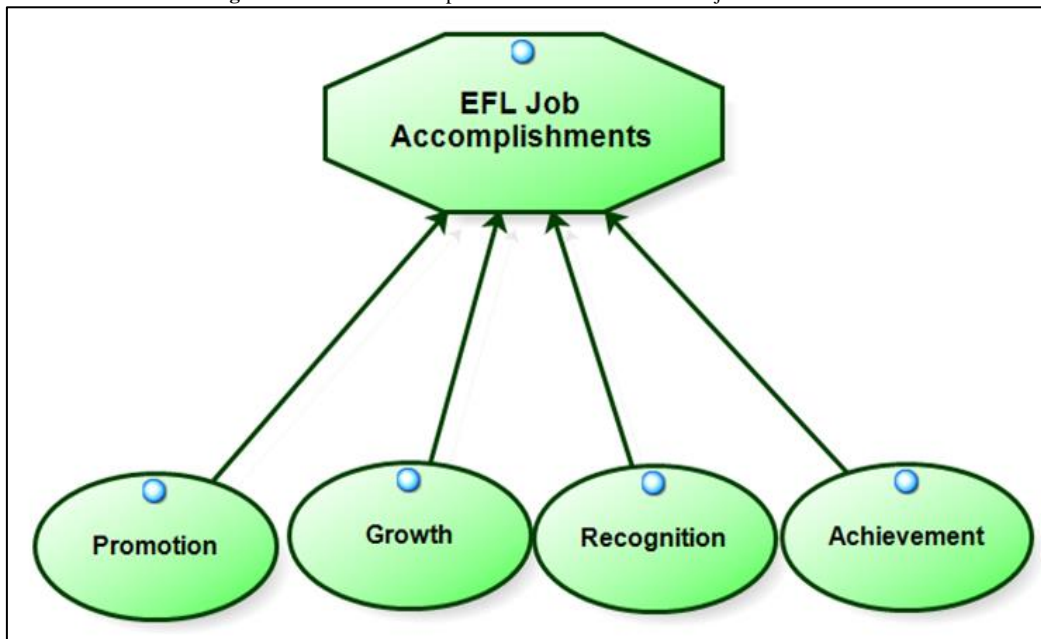 EFL Job
Accomplishments
Promotion
Growth
Recognition
Achievement